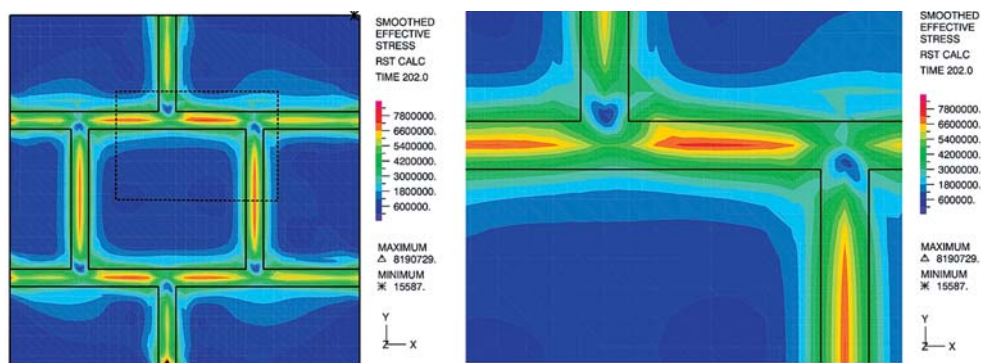 SMOOTHED
EFFECTIVE
STRESS
RST CALC
TIME 202.0
7800000.
6600000.
5400000.
4200000.
3000000.
1800000.
600000.
MAXIMUM
△ 8190729.
MINIMUM
✳ 15587.
Y
Z X
SMOOTHED
EFFECTIVE
STRESS
RST CALC
TIME 202.0
7800000.
6600000.
5400000.
4200000.
3000000.
1800000.
600000.
MAXIMUM
△ 8190729.
MINIMUM
✳ 15587.
Y
Z X